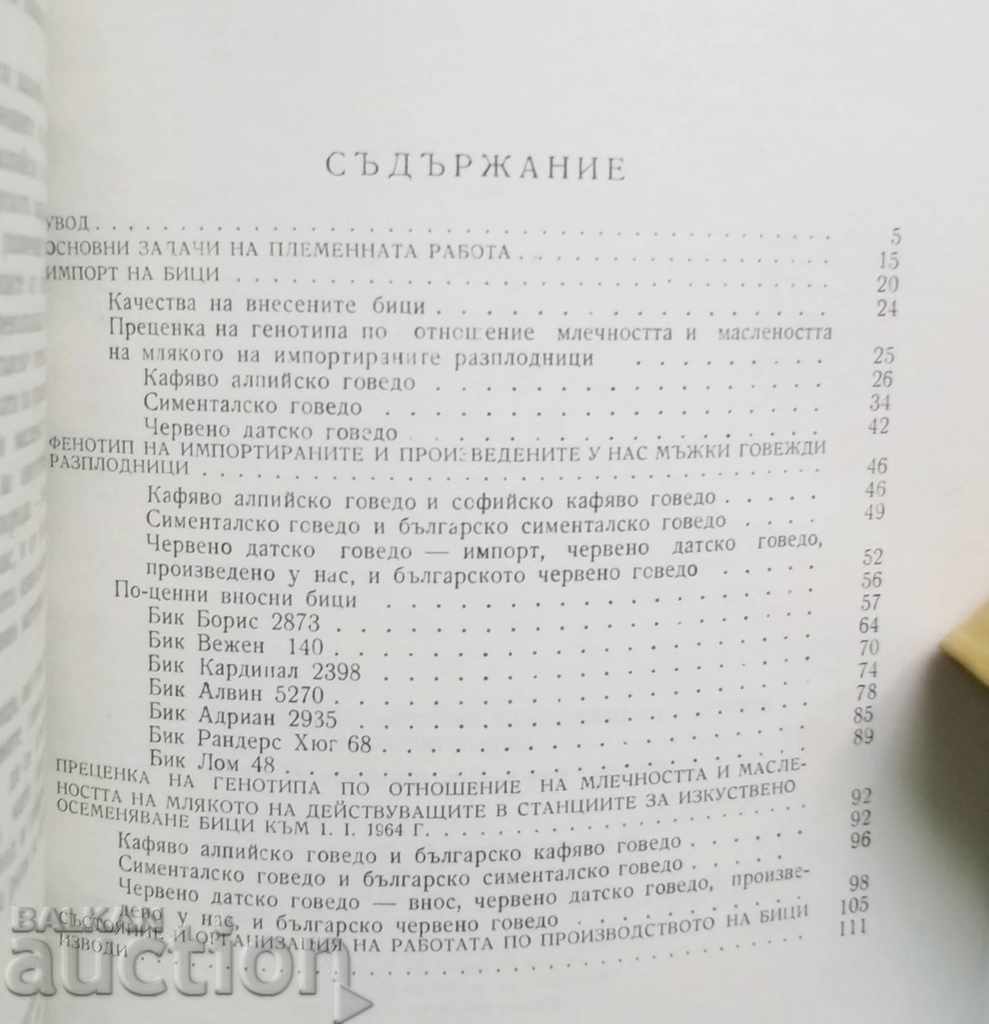 СЪДЪРЖАНИЕ
УВОД 5
ОСНОВНИ ЗАДАЧИ НА ПЛЕМЕННАТА РАБОТА 15
ИМПОРТ НА БИЦИ 20
Качества на внесените бици 24
Преценка на генотипа по отношение млечността и маслеността
на млякото на импортираните разплодници 25
Кафяво алпийско говедо 26
Сименталско говедо 34
Червено датско говедо 42
ФЕНОТИП НА ИМПОРТИРАНИТЕ И ПРОИЗВЕДЕНИТЕ У НАС МЪЖКИ ГОВЕЖДИ
РАЗПЛОДНИЦИ 46
Кафяво алпийско говедо и софийско кафяво говедо 46
Сименталско говедо и българско сименталско говедо 49
Червено датско говедо — импорт, червено датско говедо,
произведено у нас, и българското червено говедо 52
По-ценни вносни бици 56
Бик Борис 2873 57
Бик Вежен 140 64
Бик Кардинал 2398 70
Бик Алвин 5270 74
Бик Адриан 2935 78
Бик Рандерс Хюг 68 85
Бик Лом 48 89
ПРЕЦЕНКА НА ГЕНОТИПА ПО ОТНОШЕНИЕ НА МЛЕЧНОСТТА И МАСЛЕ-
НОСТТА НА МЛЯКОТО НА ДЕЙСТВУВАЩИТЕ В СТАНЦИИТЕ ЗА ИЗКУСТВЕНО
ОСЕМЕНЯВАНЕ БИЦИ КЪМ 1. I. 1964 Г. 92
Кафяво алпийско говедо и българско кафяво говедо 92
Сименталско говедо и българско сименталско говедо 96
Червено датско говедо — внос, червено датско говедо, произве-
дено у нас, и българско червено говедо 98
СЪСТОЯНИЕ И ОРГАНИЗАЦИЯ НА РАБОТАТА ПО ПРОИЗВОДСТВОТО НА БИЦИ 105
ИЗВОДИ 111
BALKAN
auction